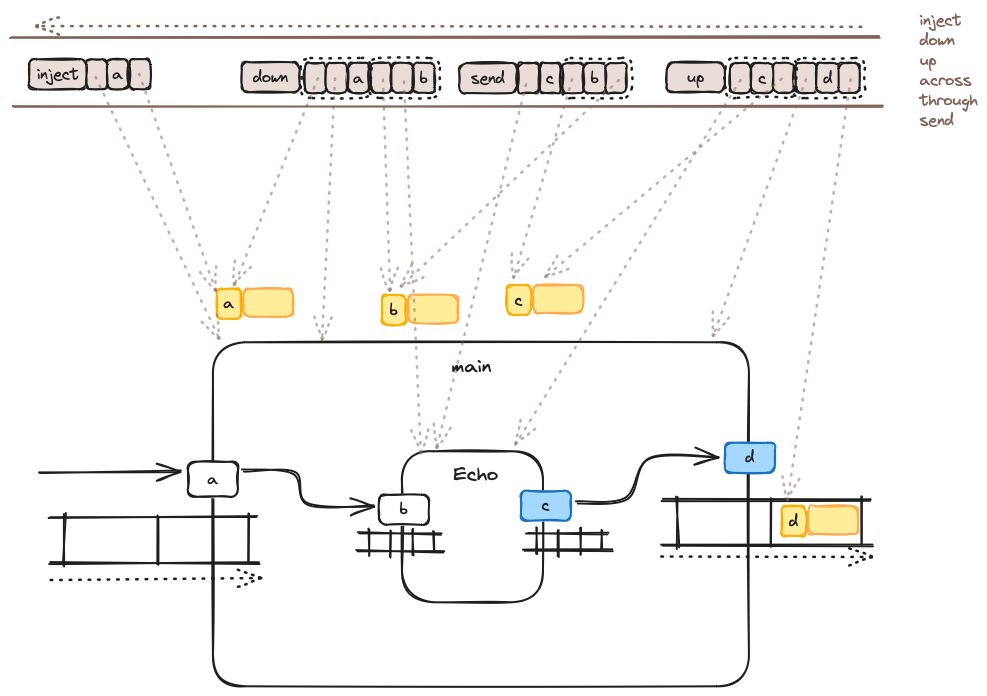 inject
down
up
across
through
send
inject a
down a b
send c b
up c d
a
b
c
main
Echo
a
b
c
d
d